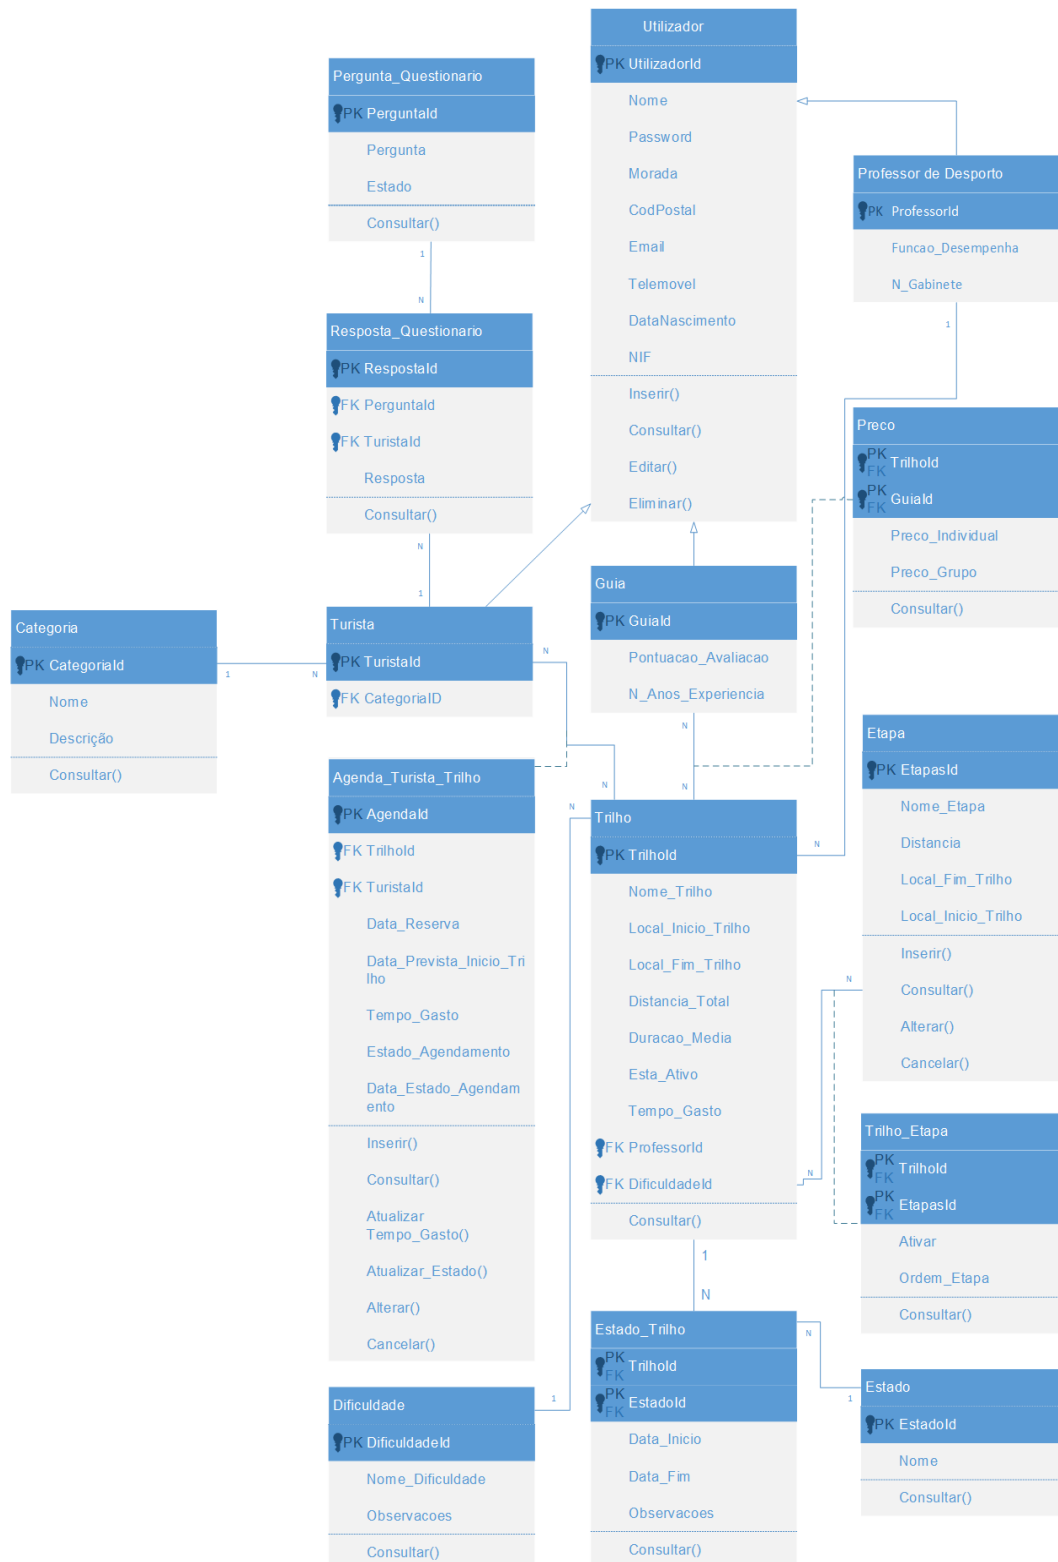 Utilizador
PK UtilizadorId
Nome
Password
Morada
CodPostal
Email
Telemovel
DataNascimento
NIF
Inserir()
Consultar()
Editar()
Eliminar()
Pergunta_Questionario
PK PerguntaId
Pergunta
Estado
Consultar()
1
N
Professor de Desporto
PK ProfessorId
Funcao_Desempenha
N_Gabinete
1
Resposta_Questionario
PK RespostaId
FK PerguntaId
FK TuristaId
Resposta
Consultar()
N
1
Preco
PK
FK TrilhoId
PK
FK GuiaId
Preco_Individual
Preco_Grupo
Consultar()
Guia
PK GuiaId
Pontuacao_Avaliacao
N_Anos_Experiencia
N
N
Categoria
PK CategoriaId
Nome
Descrição
Consultar()
1
N
Turista
PK TuristaId
FK CategoriaID
N
N
Etapa
PK EtapasId
Nome_Etapa
Distancia
Local_Fim_Trilho
Local_Inicio_Trilho
Inserir()
Consultar()
Alterar()
Cancelar()
N
N
Agenda_Turista_Trilho
PK AgendaId
FK TrilhoId
FK TuristaId
Data_Reserva
Data_Prevista_Inicio_Tri
lho
Tempo_Gasto
Estado_Agendamento
Data_Estado_Agendam
ento
Inserir()
Consultar()
Atualizar
Tempo_Gasto()
Atualizar_Estado()
Alterar()
Cancelar()
N
Trilho
PK TrilhoId
N
Nome_Trilho
Local_Inicio_Trilho
Local_Fim_Trilho
Distancia_Total
Duracao_Media
Esta_Ativo
Tempo_Gasto
FK ProfessorId
FK DificuldadeId
Consultar()
1
N
Trilho_Etapa
PK
FK TrilhoId
PK
FK EtapasId
Ativar
Ordem_Etapa
Consultar()
Estado_Trilho
PK
FK TrilhoId
PK
FK EstadoId
Data_Inicio
Data_Fim
Observacoes
Consultar()
N
1
Dificuldade
PK DificuldadeId
Nome_Dificuldade
Observacoes
Consultar()
1
Estado
PK EstadoId
Nome
Consultar()